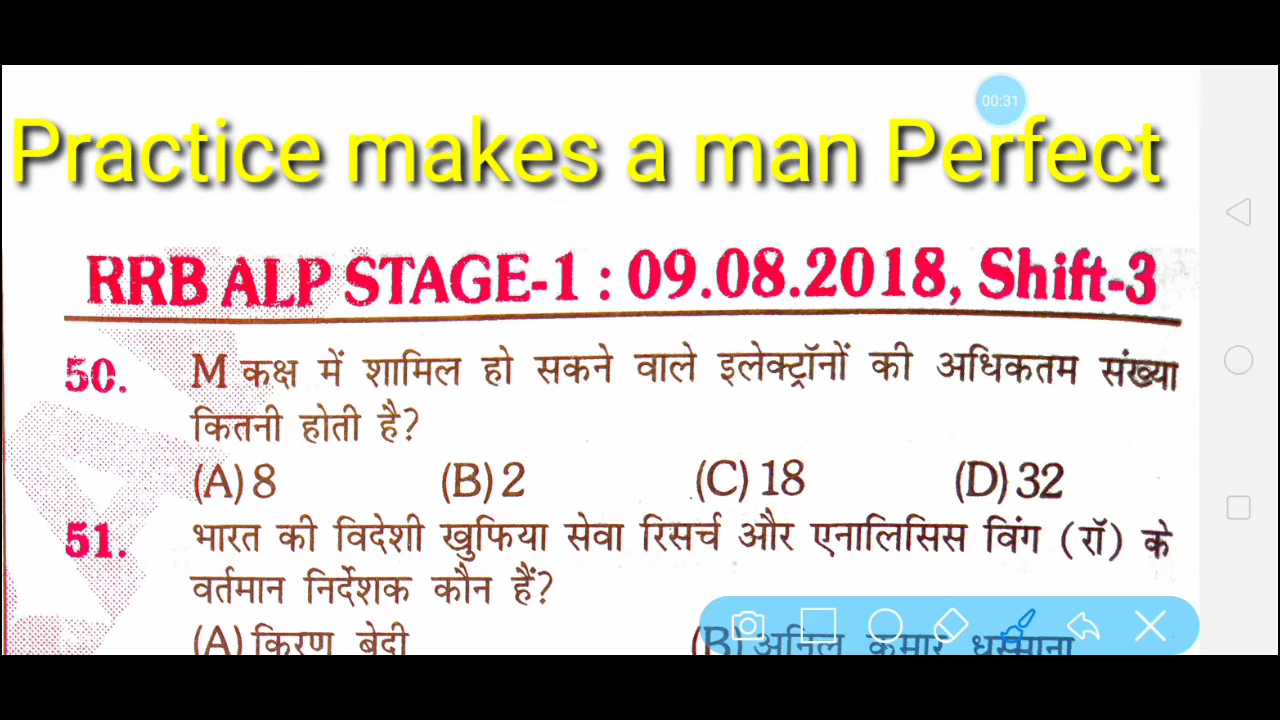 00:31
Practice makes a man Perfect
RRB ALP STAGE-1 : 09.08.2018, Shift-3
50. M कक्ष में शामिल हो सकने वाले इलेक्ट्रॉनों की अधिकतम संख्या
कितनी होती है?
(A) 8 (B) 2 (C) 18 (D) 32
51. भारत की विदेशी खुफिया सेवा रिसर्च और एनालिसिस विंग (रॉ) के
वर्तमान निर्देशक कौन हैं?
(A) किरण बेदी (B) अनिल कुमार धस्माना